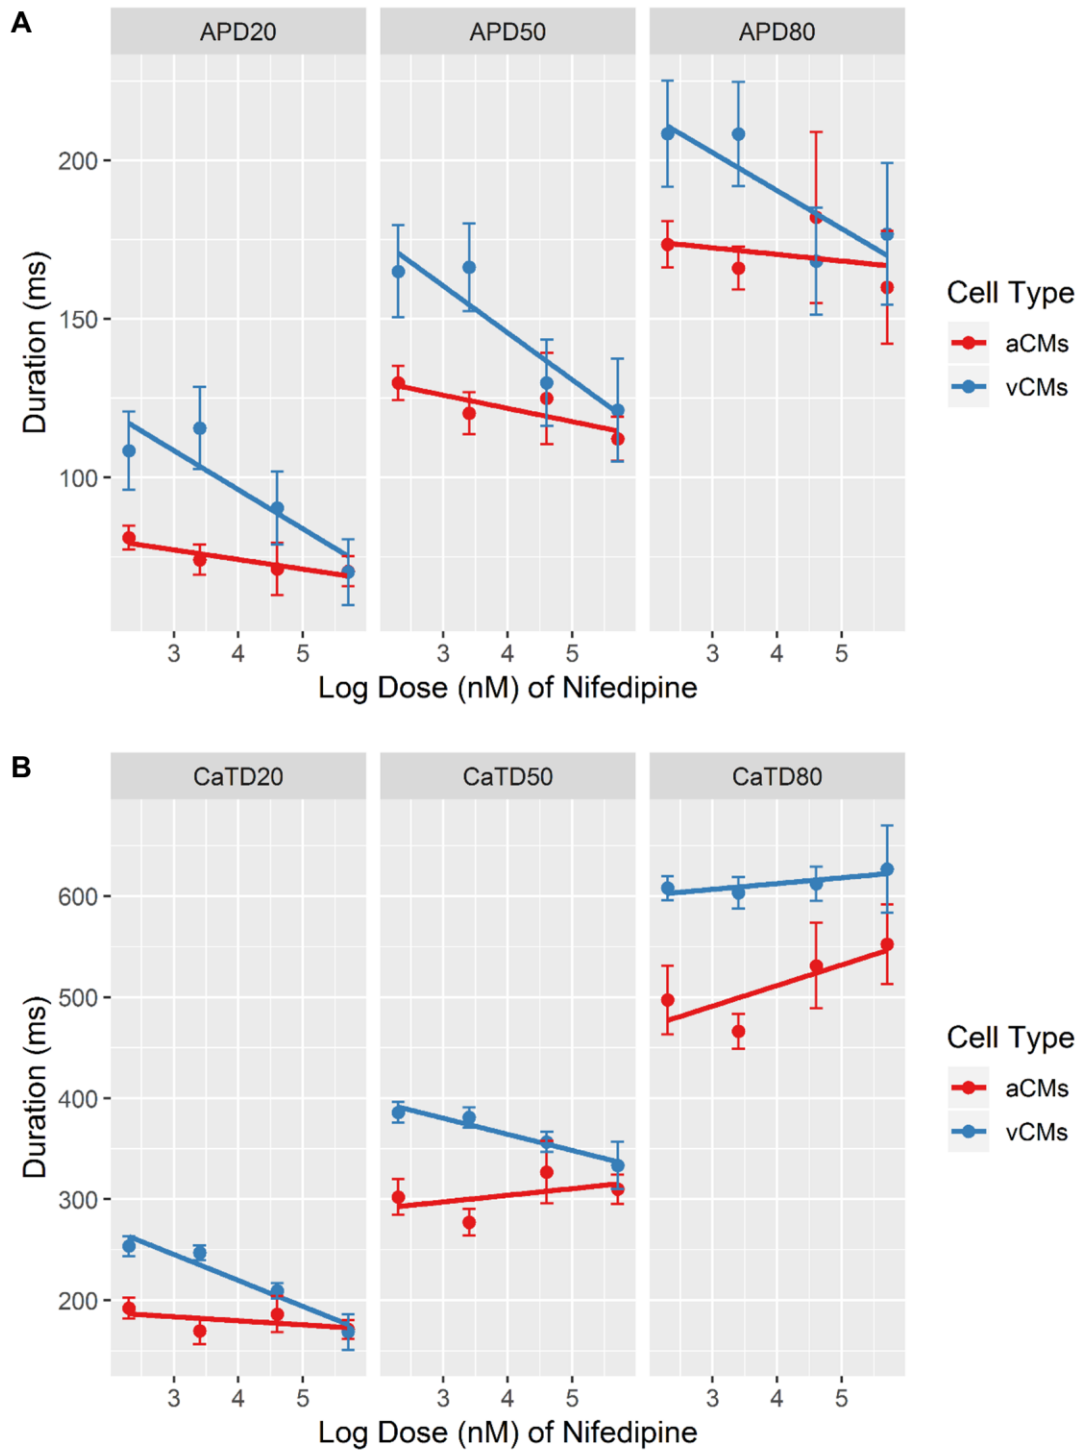 A
APD20 APD50 APD80
200
150
100
Duration (ms)
3 4 5 3 4 5 3 4 5
Log Dose (nM) of Nifedipine
Cell Type
aCMs
vCMs
B
CaTD20 CaTD50 CaTD80
600
500
400
300
200
Duration (ms)
3 4 5 3 4 5 3 4 5
Log Dose (nM) of Nifedipine
Cell Type
aCMs
vCMs